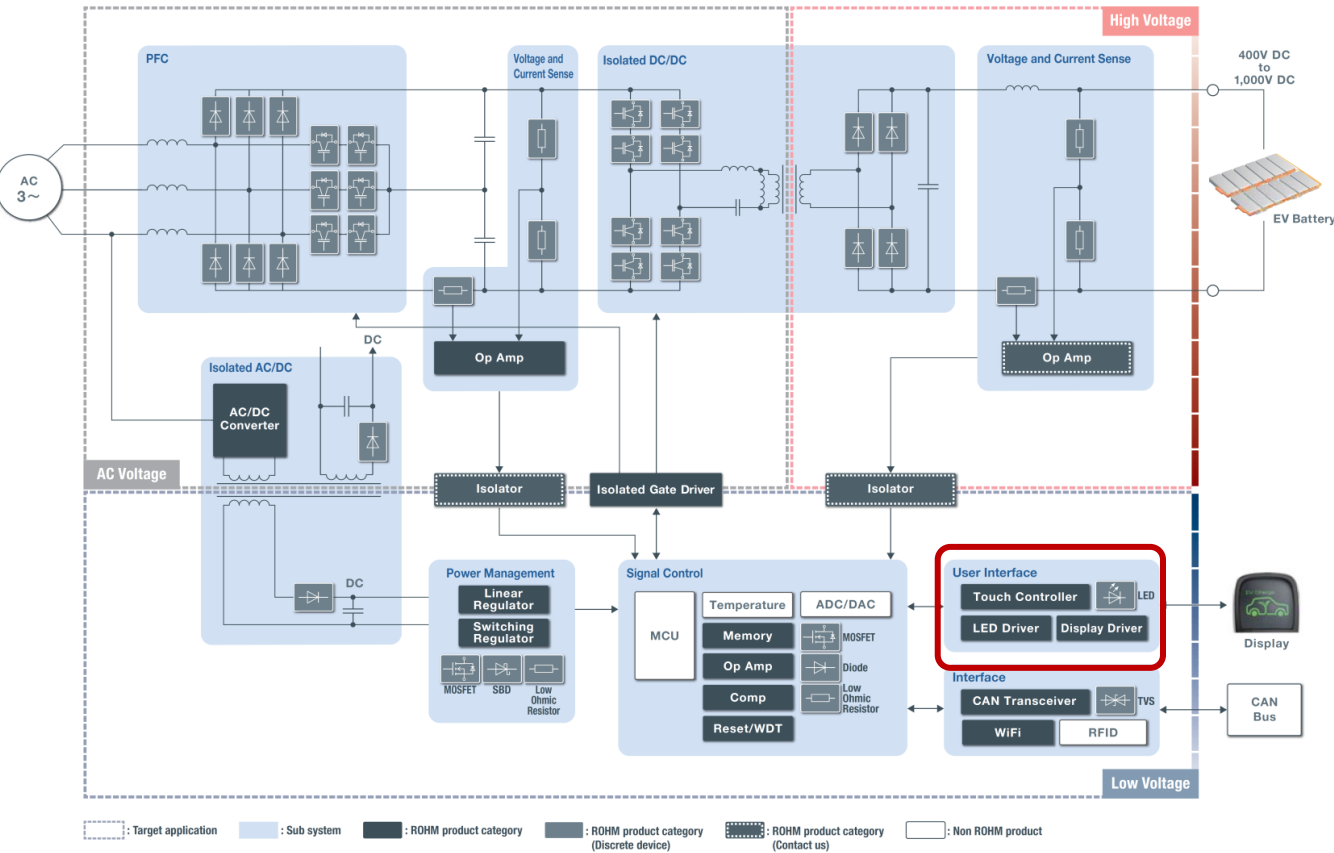 High Voltage
PFC
Voltage and
Current Sense
Isolated DC/DC
Voltage and Current Sense
400V DC
to
1,000V DC
AC
3~
EV Battery
Op Amp
Op Amp
DC
Isolated AC/DC
AC/DC
Converter
AC Voltage
Isolator
Isolated Gate Driver
Isolator
Power Management
Linear
Regulator
Switching
Regulator
MOSFET
SBD
Low
Ohmic
Resistor
DC
Signal Control
MCU
Temperature
ADC/DAC
Memory
MOSFET
Op Amp
Diode
Comp
Low
Ohmic
Resistor
Reset/WDT
User Interface
Touch Controller
LED
LED Driver
Display Driver
Display
Interface
CAN Transceiver
TVS
WiFi
RFID
CAN
Bus
Low Voltage
: Target application
: Sub system
: ROHM product category
: ROHM product category
(Discrete device)
: ROHM product category
(Contact us)
: Non ROHM product